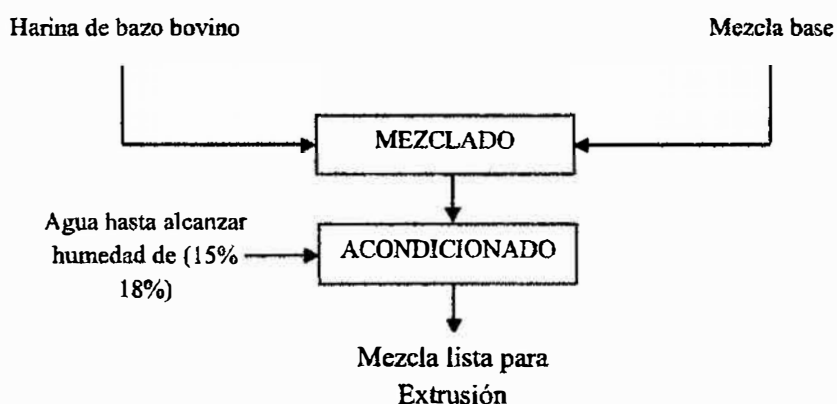 Harina de bazo bovino
Mezcla base
MEZCLADO
Agua hasta alcanzar
humedad de (15%
18%)
ACONDICIONADO
Mezcla lista para
Extrusión